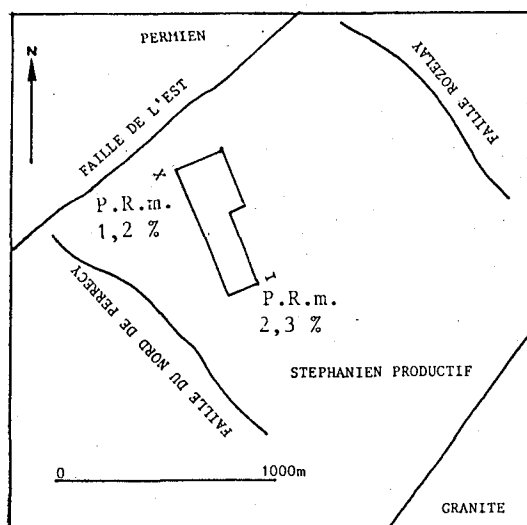 PERMIEN
N
FAILLE DE L'EST
FAILLE ROZELAY
X
P.R.m.
1,2 %
I
P.R.m.
2,3 %
FAILLE DU NORD DE PERRECY
STEPHANIEN PRODUCTIF
0 1000m
GRANITE